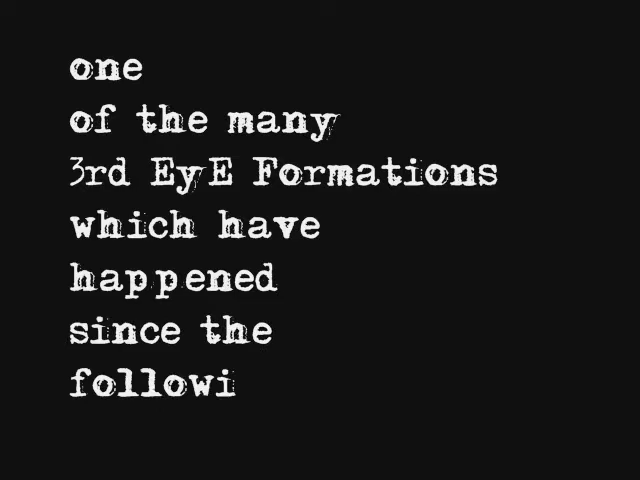 one
of the many
3rd EyE Formations
which have
happened
since the
followi